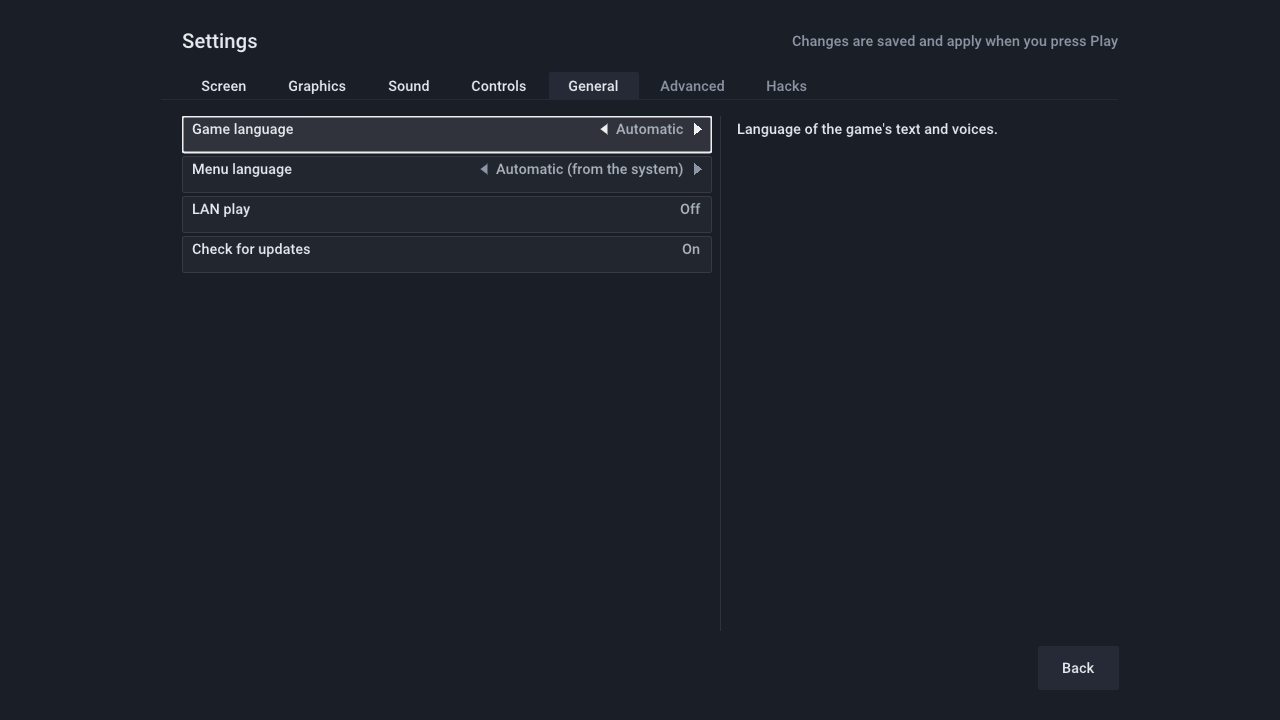 Settings
Changes are saved and apply when you press Play
Screen Graphics Sound Controls General Advanced Hacks
Game language Automatic
Language of the game's text and voices.
Menu language Automatic (from the system)
LAN play Off
Check for updates On
Back